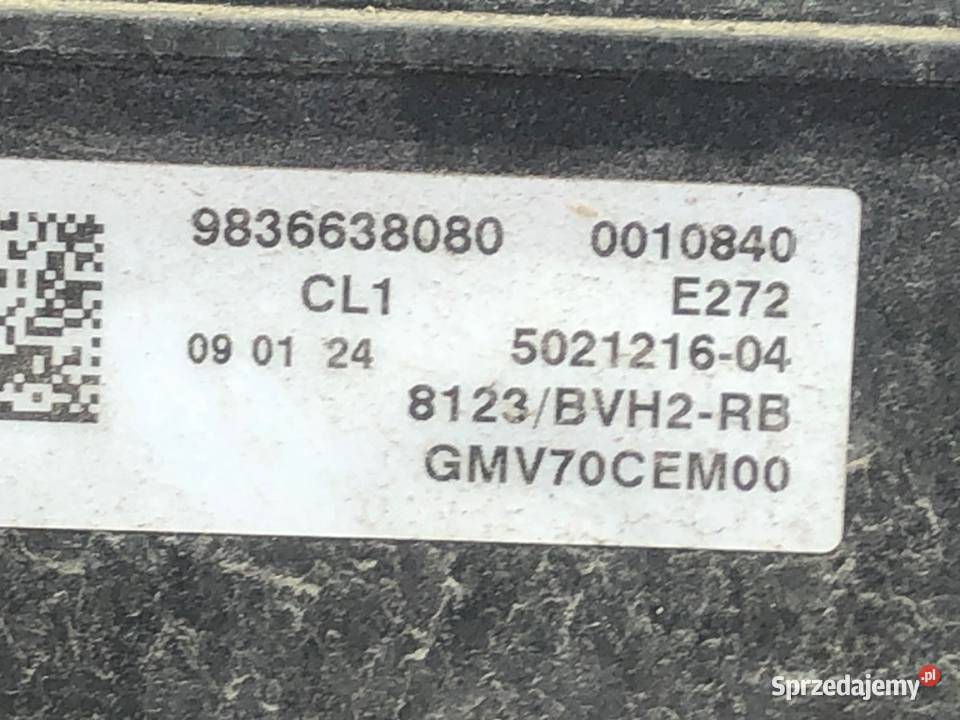 9836638080 0010840
CL1 E272
09 01 24 5021216-04
8123/BVH2-RB
GMV70CEM00
Sprzedajemy.pl